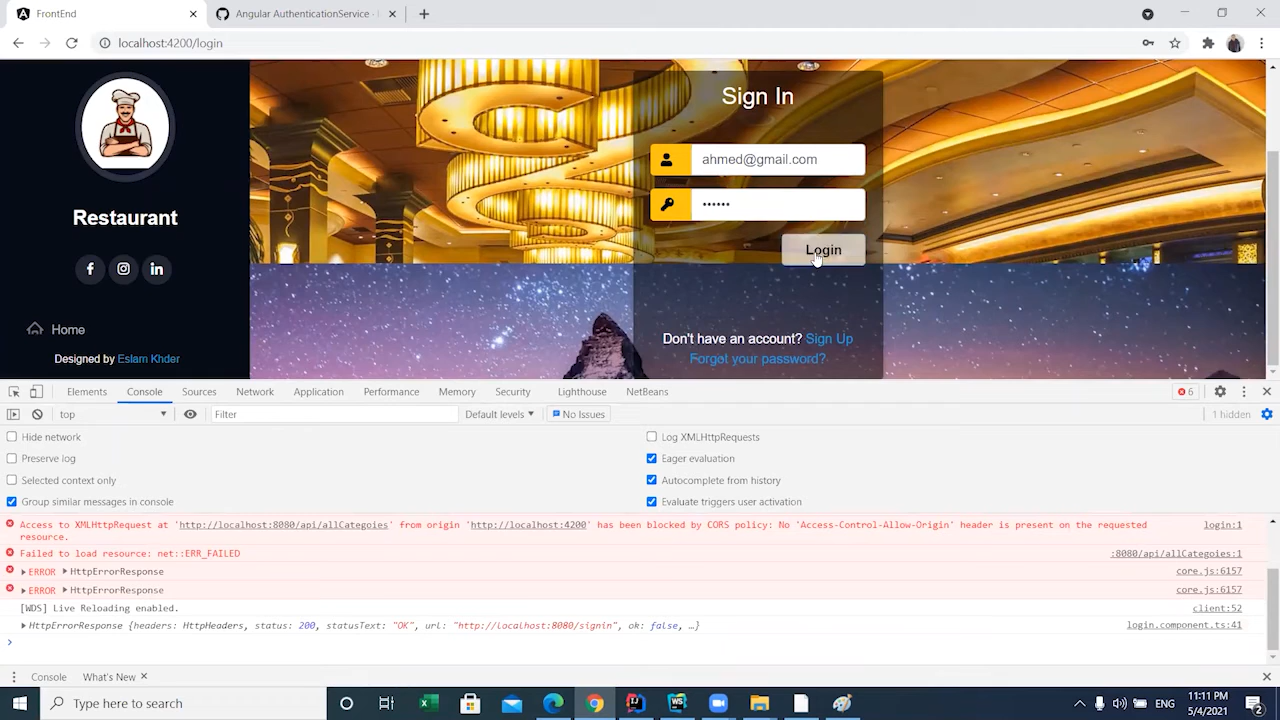 FrontEnd
Angular AuthenticationService ·
localhost:4200/login
Restaurant
Home
Designed by Eslam Khder
Sign In
ahmed@gmail.com
••••••
Login
Don't have an account? Sign Up
Forgot your password?
Elements Console Sources Network Application Performance Memory Security Lighthouse NetBeans 6
top Filter Default levels No Issues 1 hidden
Hide network Log XMLHttpRequests
Preserve log Eager evaluation
Selected context only Autocomplete from history
Group similar messages in console Evaluate triggers user activation
Access to XMLHttpRequest at 'http://localhost:8080/api/allCategoies' from origin 'http://localhost:4200' has been blocked by CORS policy: No 'Access-Control-Allow-Origin' header is present on the requested login:1
resource.
Failed to load resource: net::ERR_FAILED :8080/api/allCategoies:1
ERROR HttpErrorResponse core.js:6157
ERROR HttpErrorResponse core.js:6157
[WDS] Live Reloading enabled. client:52
HttpErrorResponse {headers: HttpHeaders, status: 200, statusText: "OK", url: "http://localhost:8080/signin", ok: false, …} login.component.ts:41
Console What's New
Type here to search ENG 11:11 PM
5/4/2021 2